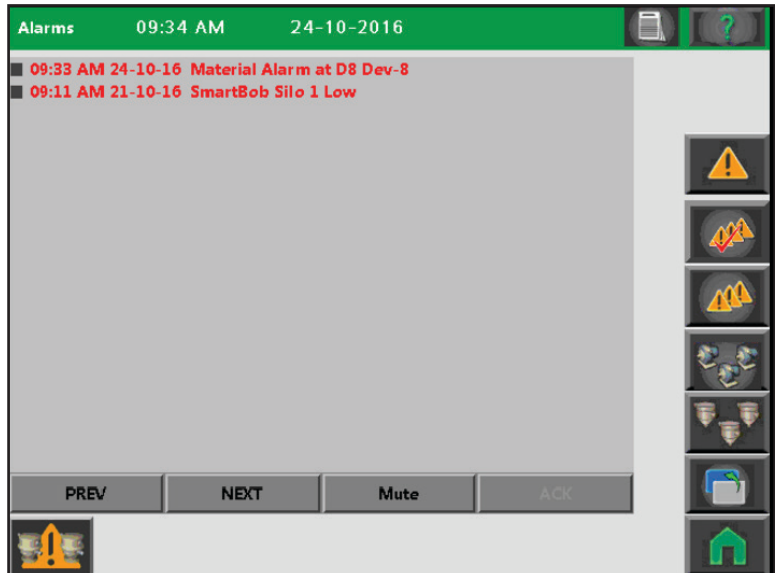 Alarms 09:34 AM 24-10-2016 ?
09:33 AM 24-10-16 Material Alarm at D8 Dev-8
09:11 AM 21-10-16 SmartBob Silo 1 Low
PREV NEXT Mute ACK